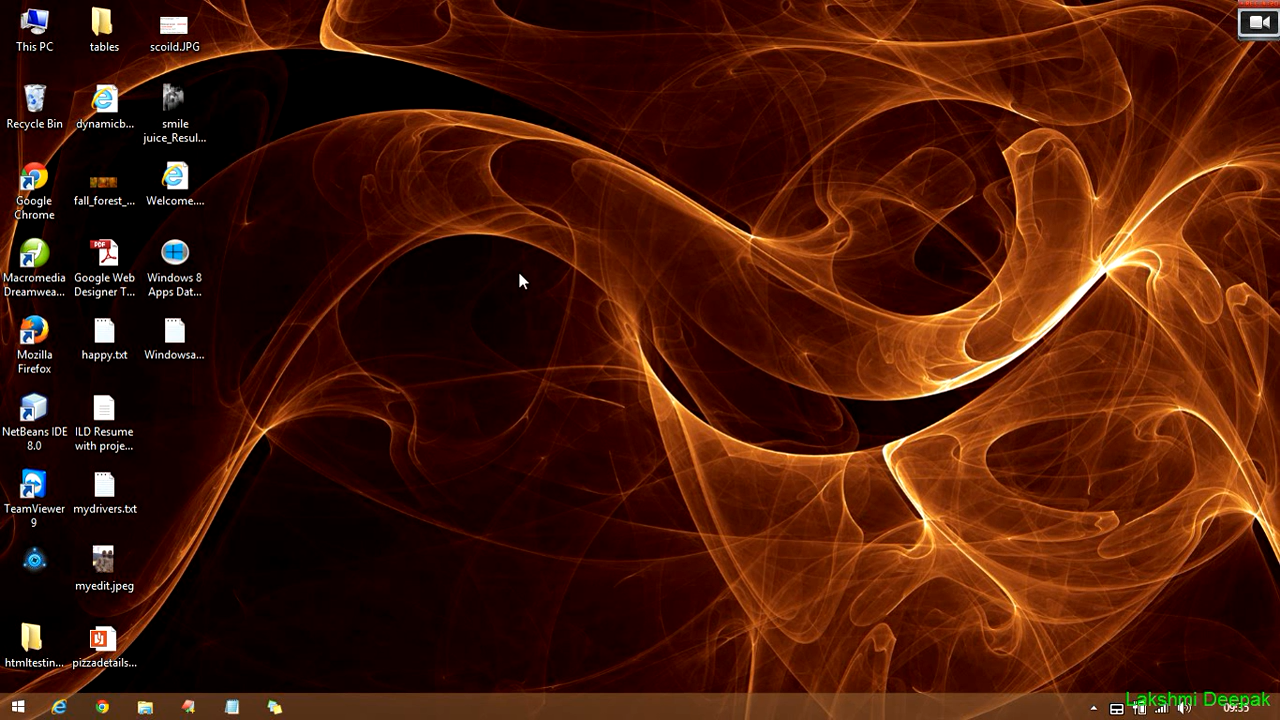 This PC
tables
scoild.JPG
Recycle Bin
dynamicb...
smile
juice_Resul...
Google
Chrome
fall_forest_...
Welcome....
Macromedia
Dreamwea...
PDF
Google Web
Designer T...
Windows 8
Apps Dat...
Mozilla
Firefox
happy.txt
Windowsa...
NetBeans IDE
8.0
ILD Resume
with proje...
TeamViewer
9
mydrivers.txt
myedit.jpeg
htmltestin...
pizzadetails...
Lakshmi Deepak
09:35